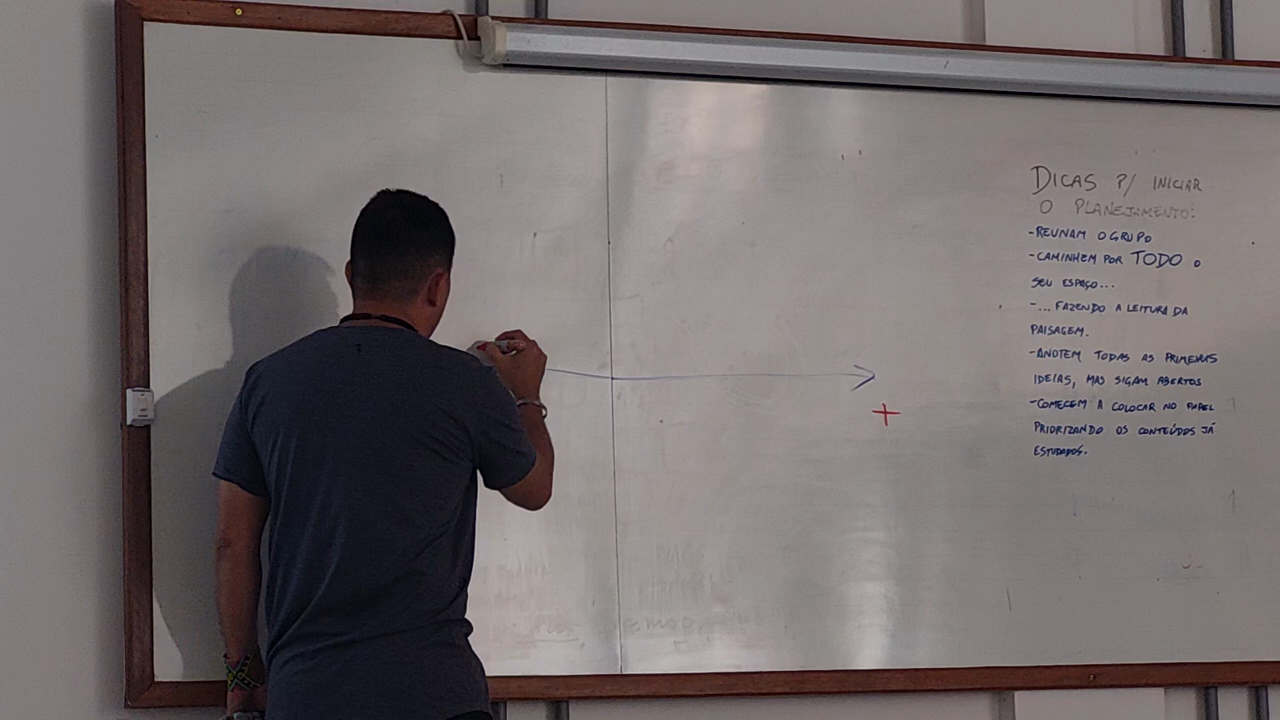 DICAS P/ INICIAR
O PLANEJAMENTO:
-REUNAM O GRUPO
-CAMINHEM POR TODO O
SEU ESPAÇO...
-... FAZENDO A LEITURA DA
PAISAGEM.
-ANOTEM TODAS AS PRIMEIRAS
IDEIAS, MAS SIGAM ABERTOS
-COMECEM A COLOCAR NO PAPEL
PRIORIZANDO OS CONTEÚDOS JÁ
ESTUDADOS.
+